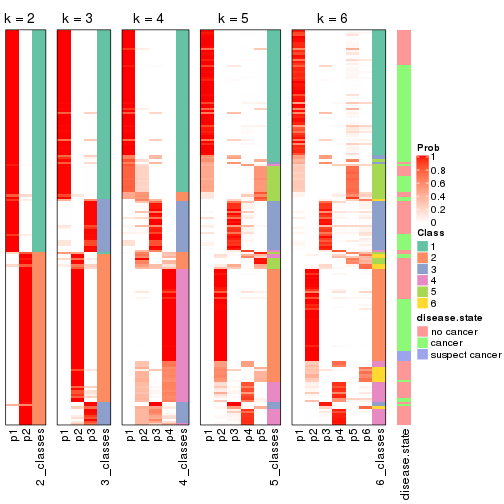 k = 2 k = 3 k = 4 k = 5 k = 6
Prob
1
0.8
0.6
0.4
0.2
0
Class
1
2
3
4
5
6
disease.state
no cancer
cancer
suspect cancer
p1 p2 2_classes p1 p2 p3 3_classes p1 p2 p3 p4 4_classes p1 p2 p3 p4 p5 5_classes p1 p2 p3 p4 p5 p6 6_classes disease.state